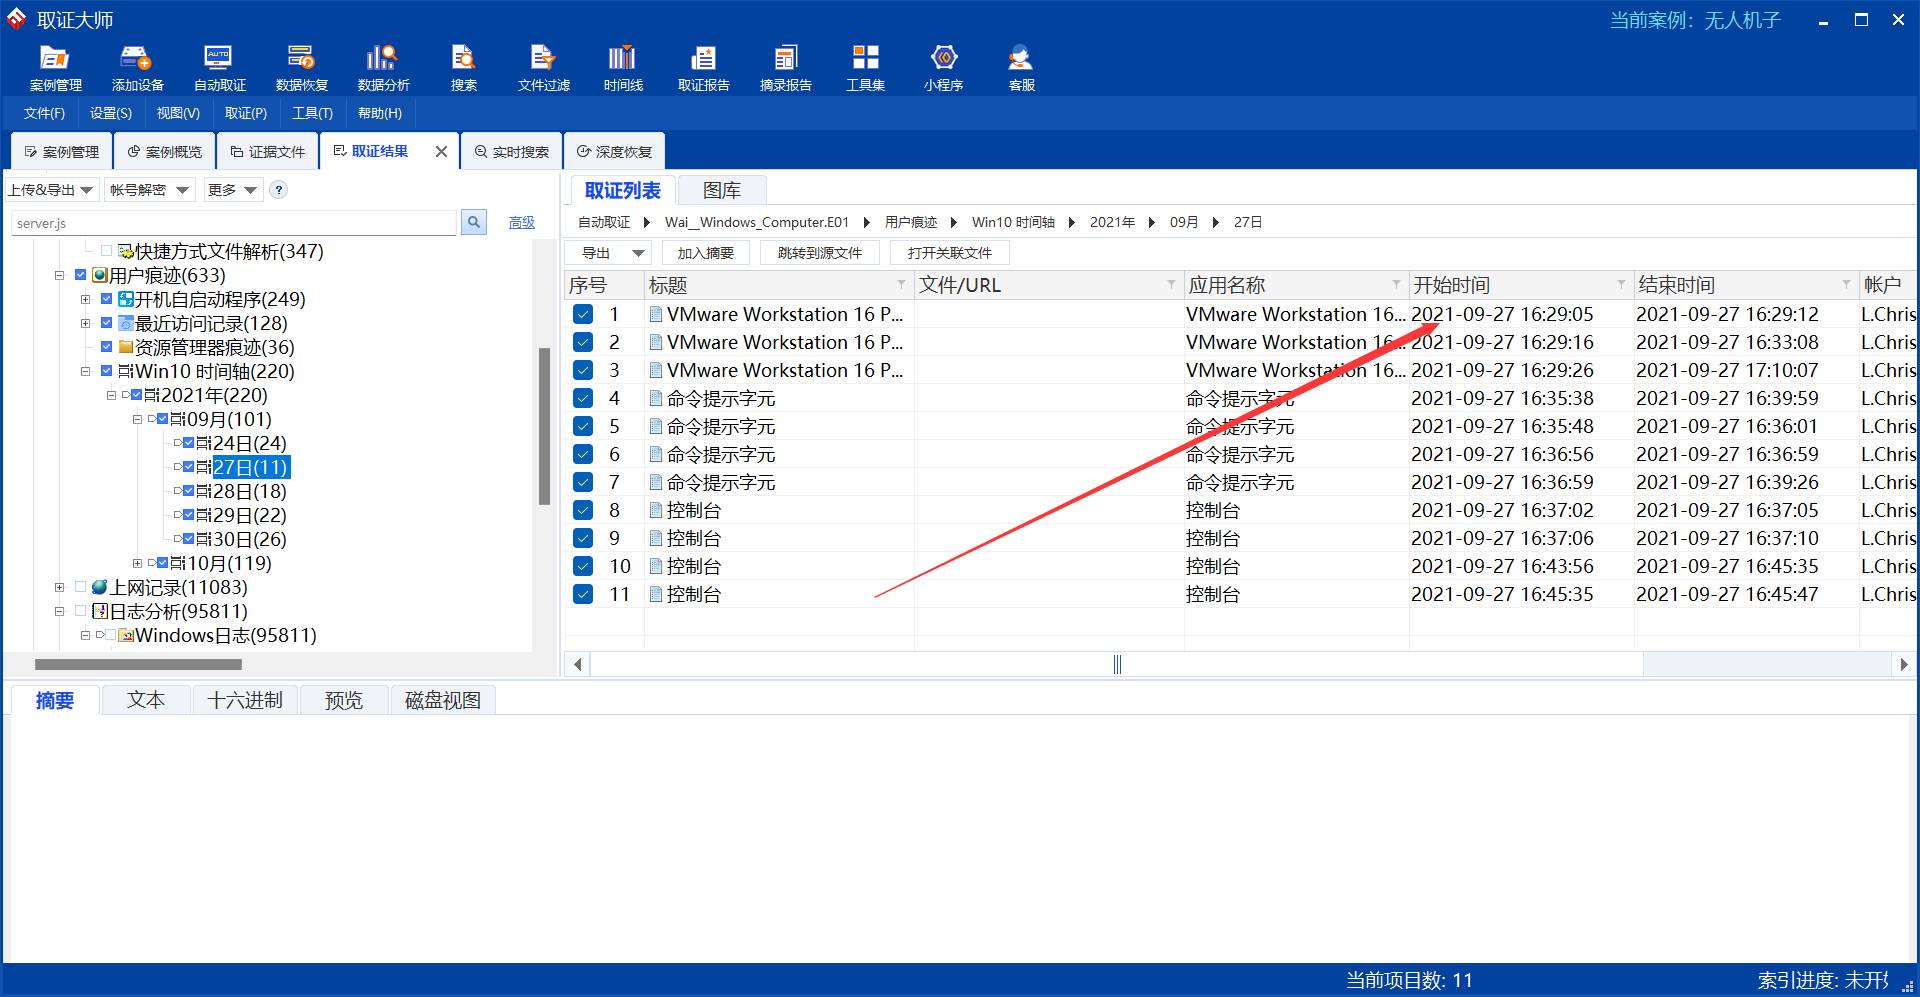 取证大师
当前案例：无人机子
案例管理 添加设备 自动取证 数据恢复 数据分析 搜索 文件过滤 时间线 取证报告 摘录报告 工具集 小程序 客服
文件(F) 设置(S) 视图(V) 取证(P) 工具(T) 帮助(H)
案例管理 案例概览 证据文件 取证结果 实时搜索 深度恢复
上传&导出 帐号解密 更多 ?
server.js 高级
快捷方式文件解析(347)
用户痕迹(633)
开机自启动程序(249)
最近访问记录(128)
资源管理器痕迹(36)
Win10 时间轴(220)
2021年(220)
09月(101)
24日(24)
27日(11)
28日(18)
29日(22)
30日(26)
10月(119)
上网记录(11083)
日志分析(95811)
Windows日志(95811)
取证列表 图库
自动取证 Wai__Windows_Computer.E01 用户痕迹 Win10 时间轴 2021年 09月 27日
导出 加入摘要 跳转到源文件 打开关联文件
序号 标题 文件/URL 应用名称 开始时间 结束时间 帐户
1 VMware Workstation 16 P... VMware Workstation 16... 2021-09-27 16:29:05 2021-09-27 16:29:12 L.Chris
2 VMware Workstation 16 P... VMware Workstation 16... 2021-09-27 16:29:16 2021-09-27 16:33:08 L.Chris
3 VMware Workstation 16 P... VMware Workstation 16... 2021-09-27 16:29:26 2021-09-27 17:10:07 L.Chris
4 命令提示字元 命令提示字元 2021-09-27 16:35:38 2021-09-27 16:39:59 L.Chris
5 命令提示字元 命令提示字元 2021-09-27 16:35:48 2021-09-27 16:36:01 L.Chris
6 命令提示字元 命令提示字元 2021-09-27 16:36:56 2021-09-27 16:36:59 L.Chris
7 命令提示字元 命令提示字元 2021-09-27 16:36:59 2021-09-27 16:39:26 L.Chris
8 控制台 控制台 2021-09-27 16:37:02 2021-09-27 16:37:05 L.Chris
9 控制台 控制台 2021-09-27 16:37:06 2021-09-27 16:37:10 L.Chris
10 控制台 控制台 2021-09-27 16:43:56 2021-09-27 16:45:35 L.Chris
11 控制台 控制台 2021-09-27 16:45:35 2021-09-27 16:45:47 L.Chris
摘要 文本 十六进制 预览 磁盘视图
当前项目数: 11
索引进度: 未开